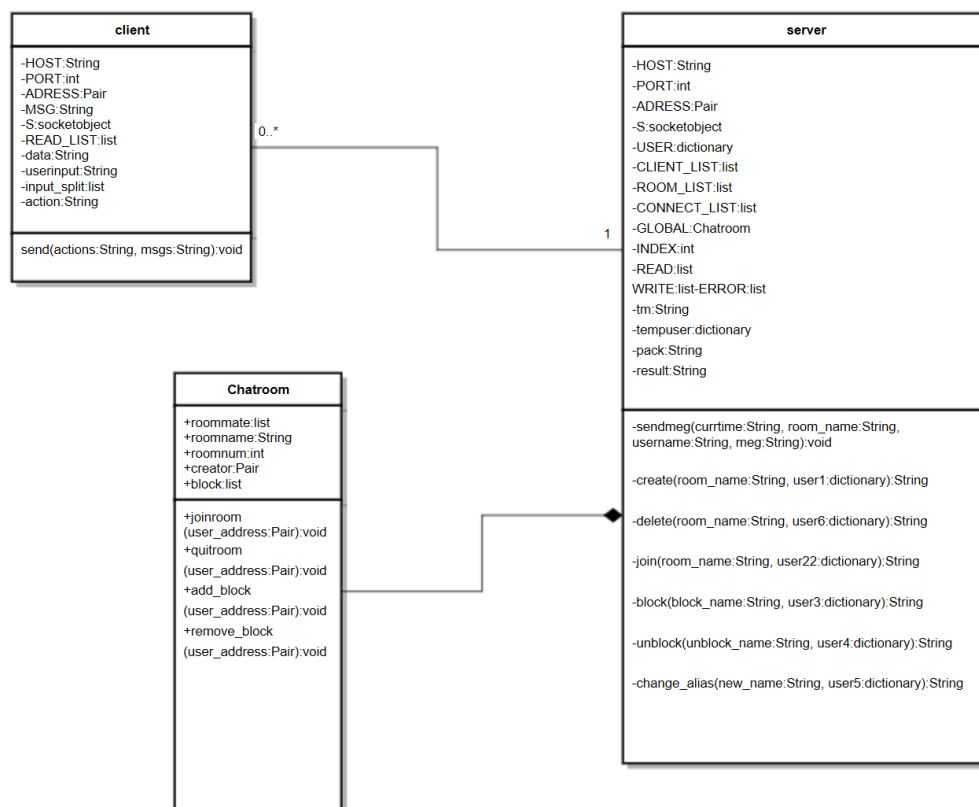 client
-HOST:String
-PORT:int
-ADRESS:Pair
-MSG:String
-S:socketobject
-READ_LIST:list
-data:String
-userinput:String
-input_split:list
-action:String
send(actions:String, msgs:String):void
0..*
1
server
-HOST:String
-PORT:int
-ADRESS:Pair
-S:socketobject
-USER:dictionary
-CLIENT_LIST:list
-ROOM_LIST:list
-CONNECT_LIST:list
-GLOBAL:Chatroom
-INDEX:int
-READ:list
WRITE:list-ERROR:list
-tm:String
-tempuser:dictionary
-pack:String
-result:String
-sendmeg(currtime:String, room_name:String,
username:String, meg:String):void
-create(room_name:String, user1:dictionary):String
-delete(room_name:String, user6:dictionary):String
-join(room_name:String, user22:dictionary):String
-block(block_name:String, user3:dictionary):String
-unblock(unblock_name:String, user4:dictionary):String
-change_alias(new_name:String, user5:dictionary):String
Chatroom
+roommate:list
+roomname:String
+roomnum:int
+creator:Pair
+block:list
+joinroom
(user_address:Pair):void
+quitroom
(user_address:Pair):void
+add_block
(user_address:Pair):void
+remove_block
(user_address:Pair):void